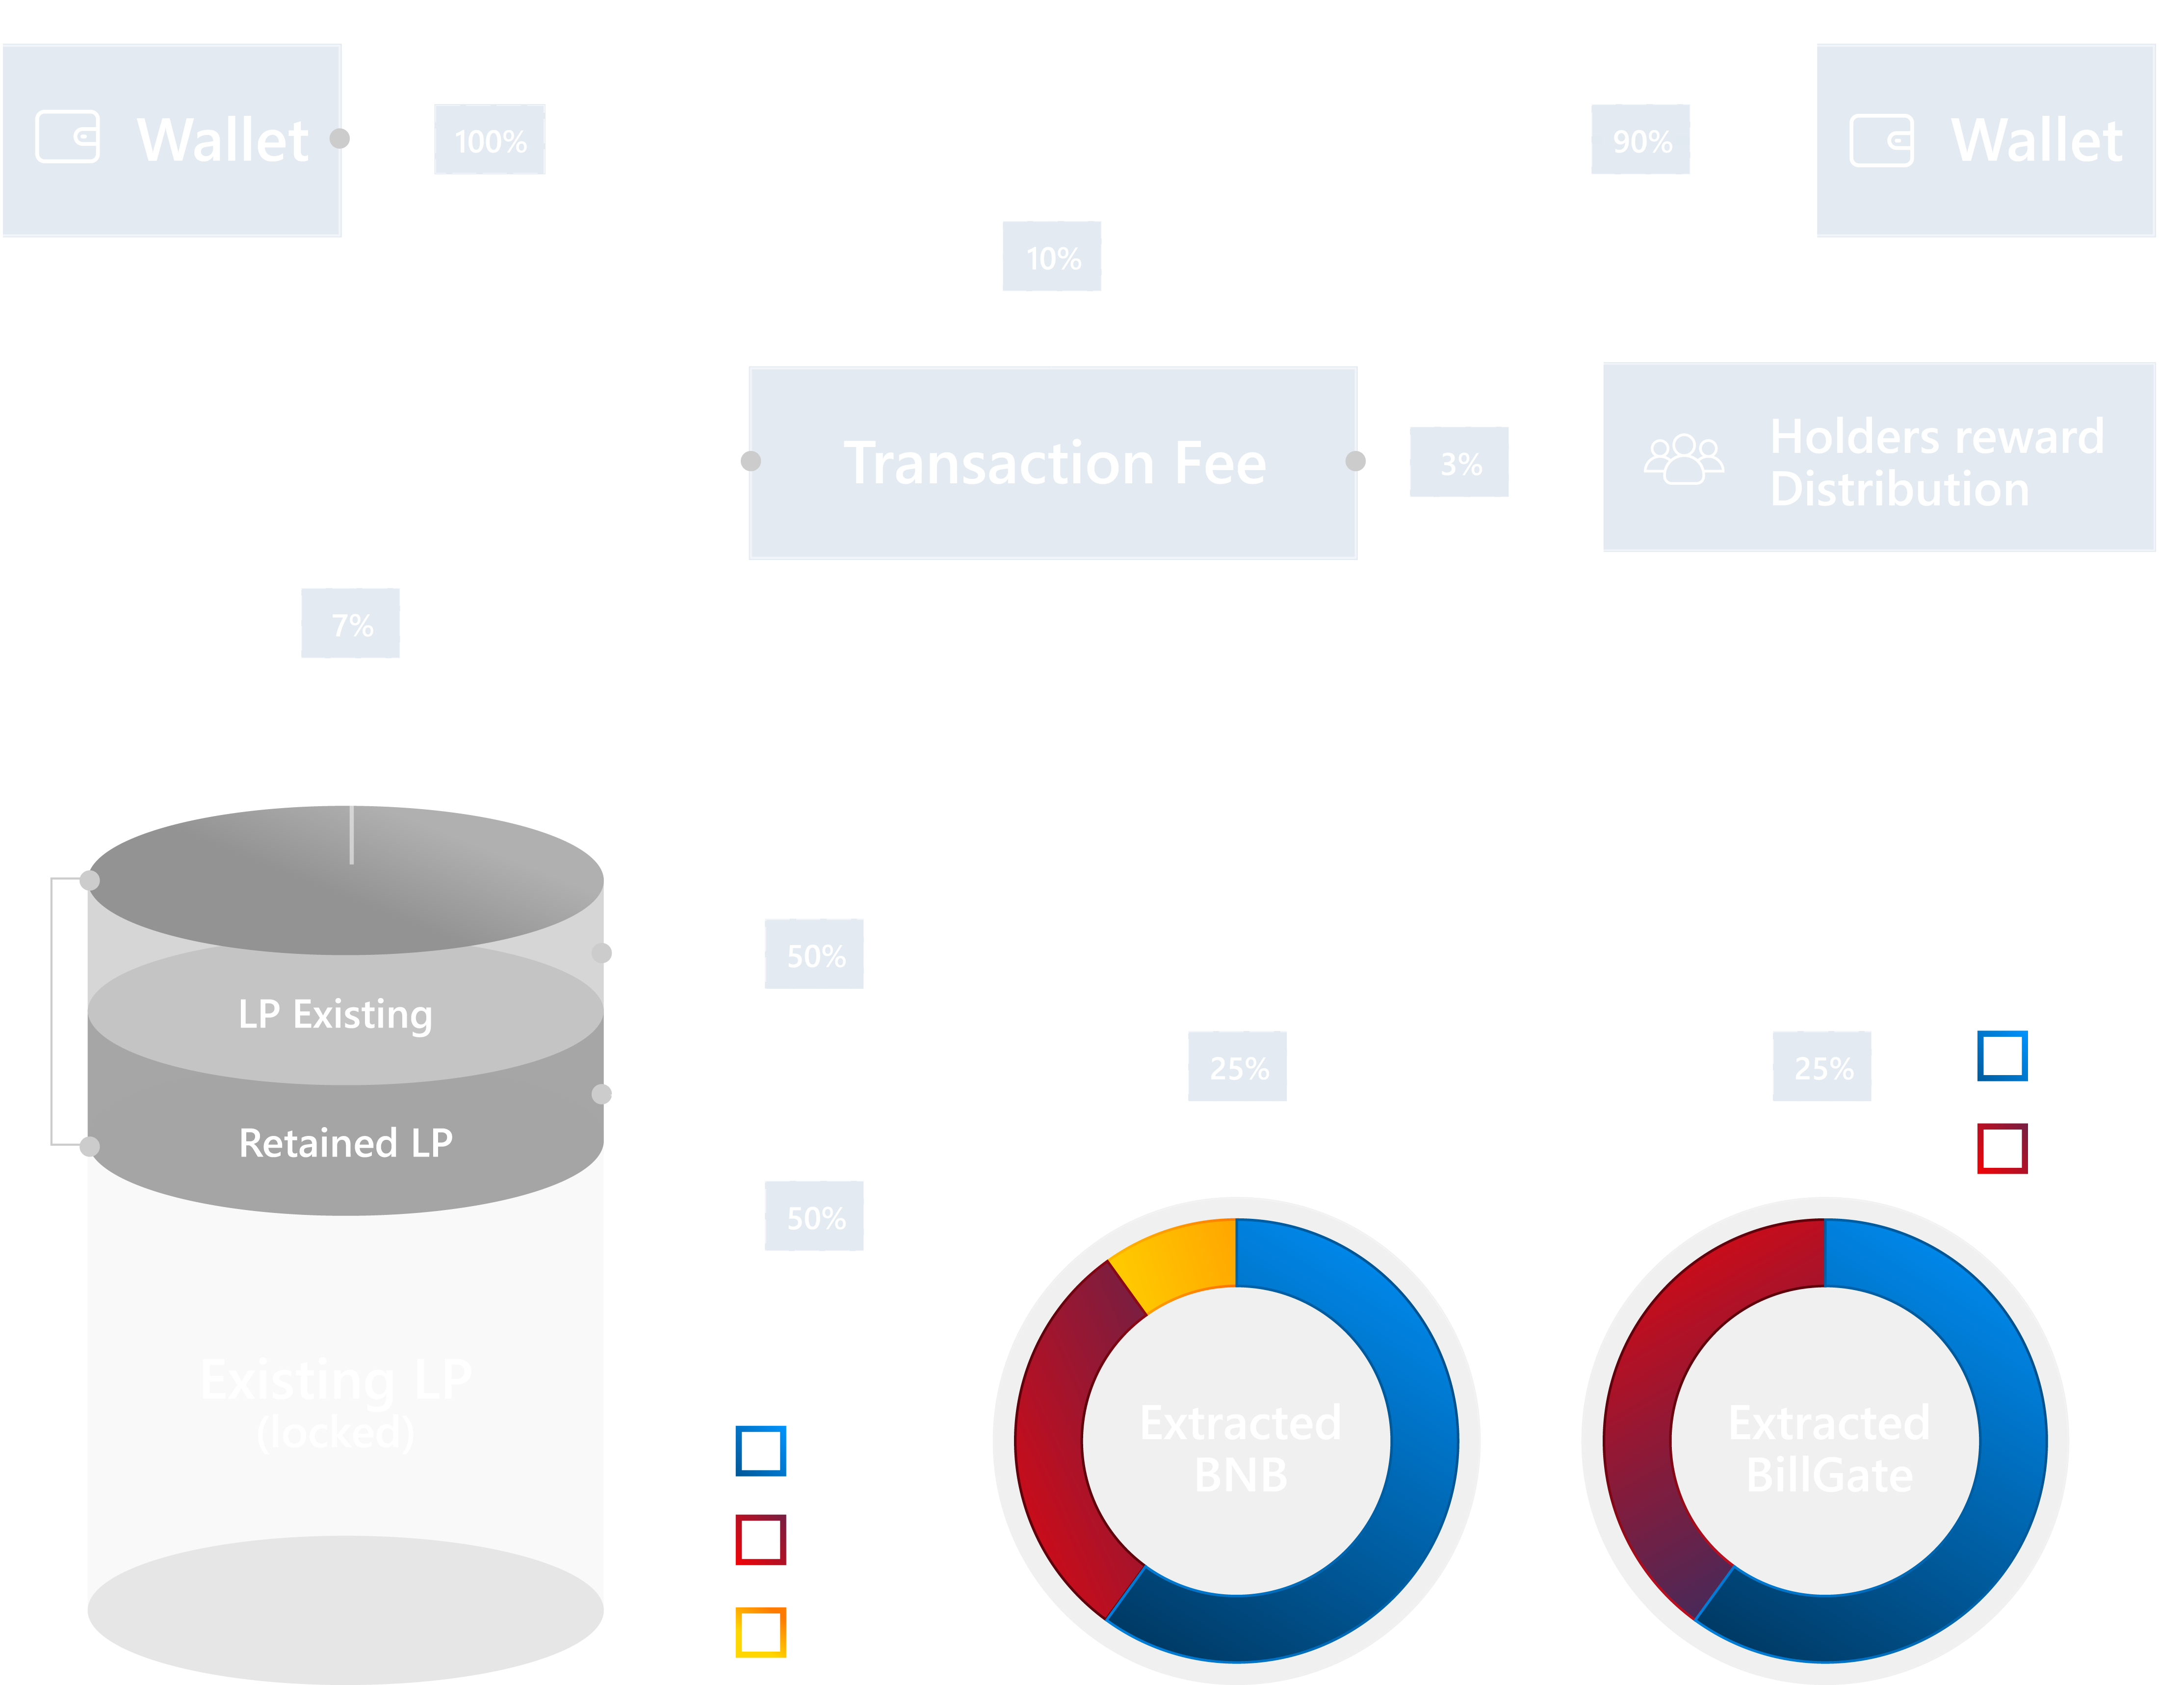 Wallet
100%
90%
Wallet
10%
Transaction Fee
3%
Holders reward
Distribution
7%
50%
LP Existing
25%
25%
Retained LP
50%
Existing LP
(locked)
Extracted
BNB
Extracted
BillGate